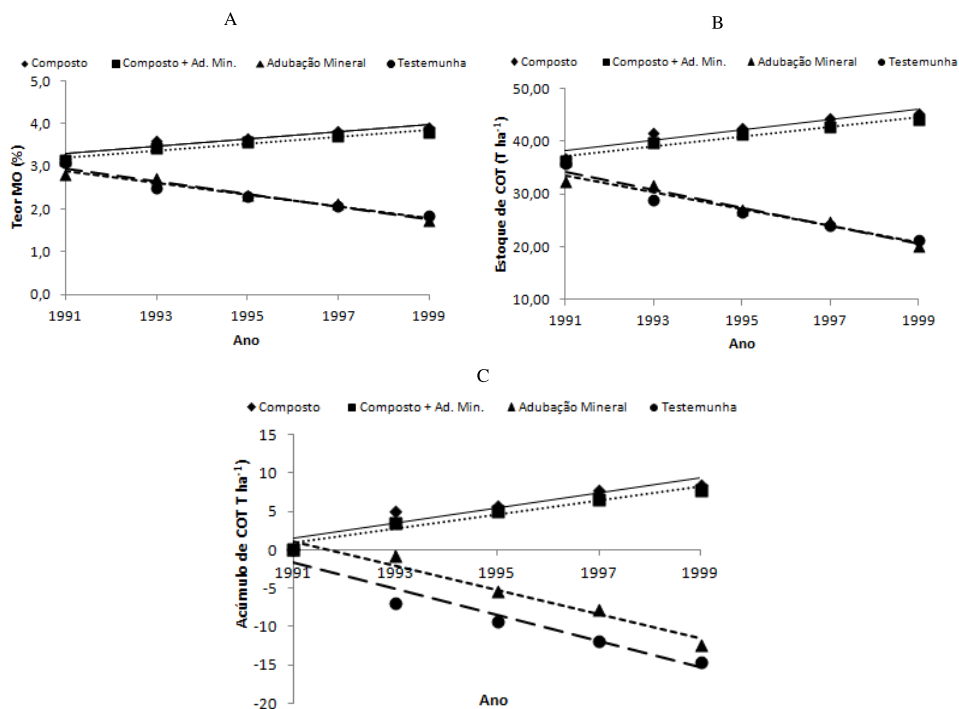 A
Composto Composto + Ad. Min. Adubação Mineral Testemunha
5,0
4,0
3,0
2,0
1,0
0,0
Teor MO (%)
1991 1993 1995 1997 1999
Ano
B
Composto Composto + Ad. Min. Adubação Mineral Testemunha
50,00
40,00
30,00
20,00
10,00
Estoque de COT (T ha-1)
1991 1993 1995 1997 1999
Ano
C
Composto Composto + Ad. Min. Adubação Mineral Testemunha
15
10
5
0
-5
-10
-15
-20
Acúmulo de COT T ha-1)
1991 1993 1995 1997 1999
Ano